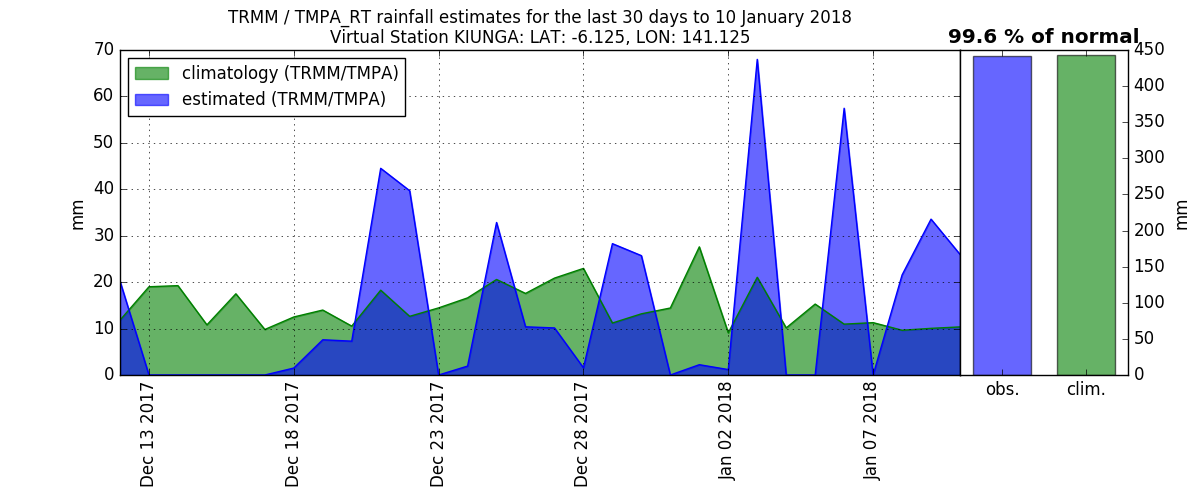 TRMM / TMPA_RT rainfall estimates for the last 30 days to 10 January 2018
Virtual Station KIUNGA: LAT: -6.125, LON: 141.125
99.6 % of normal
climatology (TRMM/TMPA)
estimated (TRMM/TMPA)
70
60
50
40
30
20
10
0
mm
Dec 13 2017
Dec 18 2017
Dec 23 2017
Dec 28 2017
Jan 02 2018
Jan 07 2018
obs.
clim.
450
400
350
300
250
200
150
100
50
0
mm